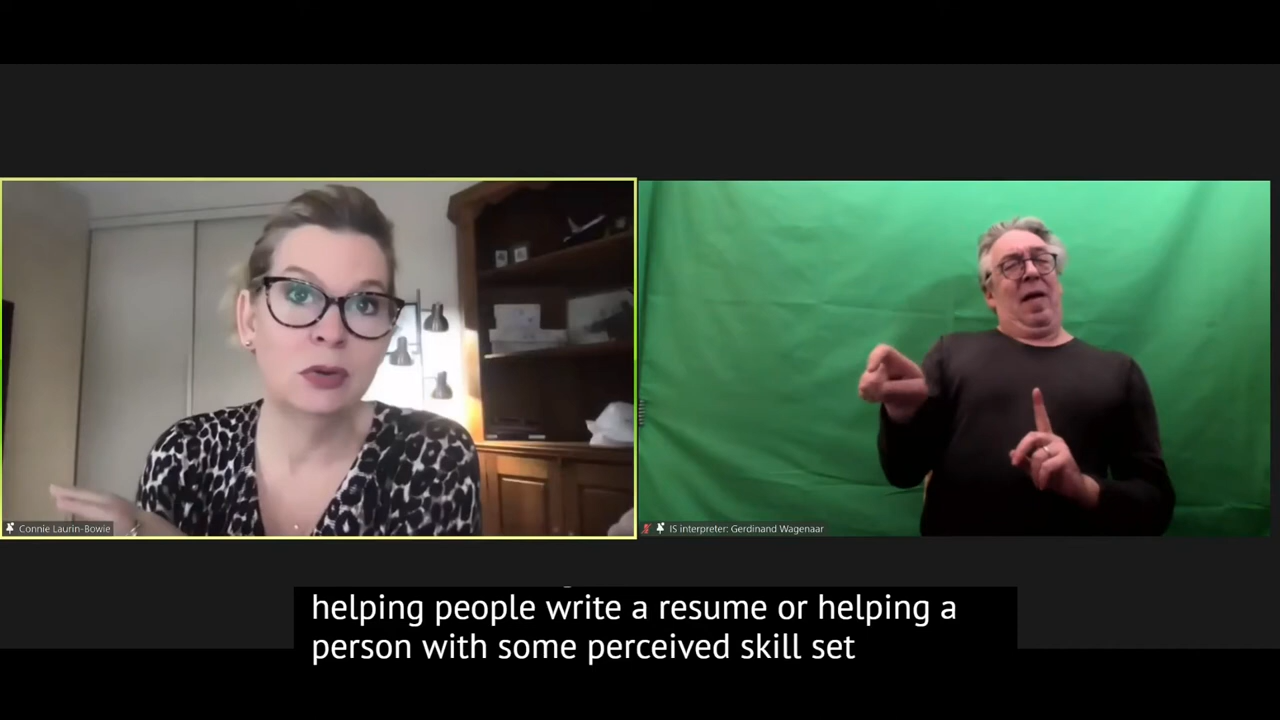 Connie Laurin-Bowie
IS interpreter: Gerdinand Wagenaar
helping people write a resume or helping a
person with some perceived skill set